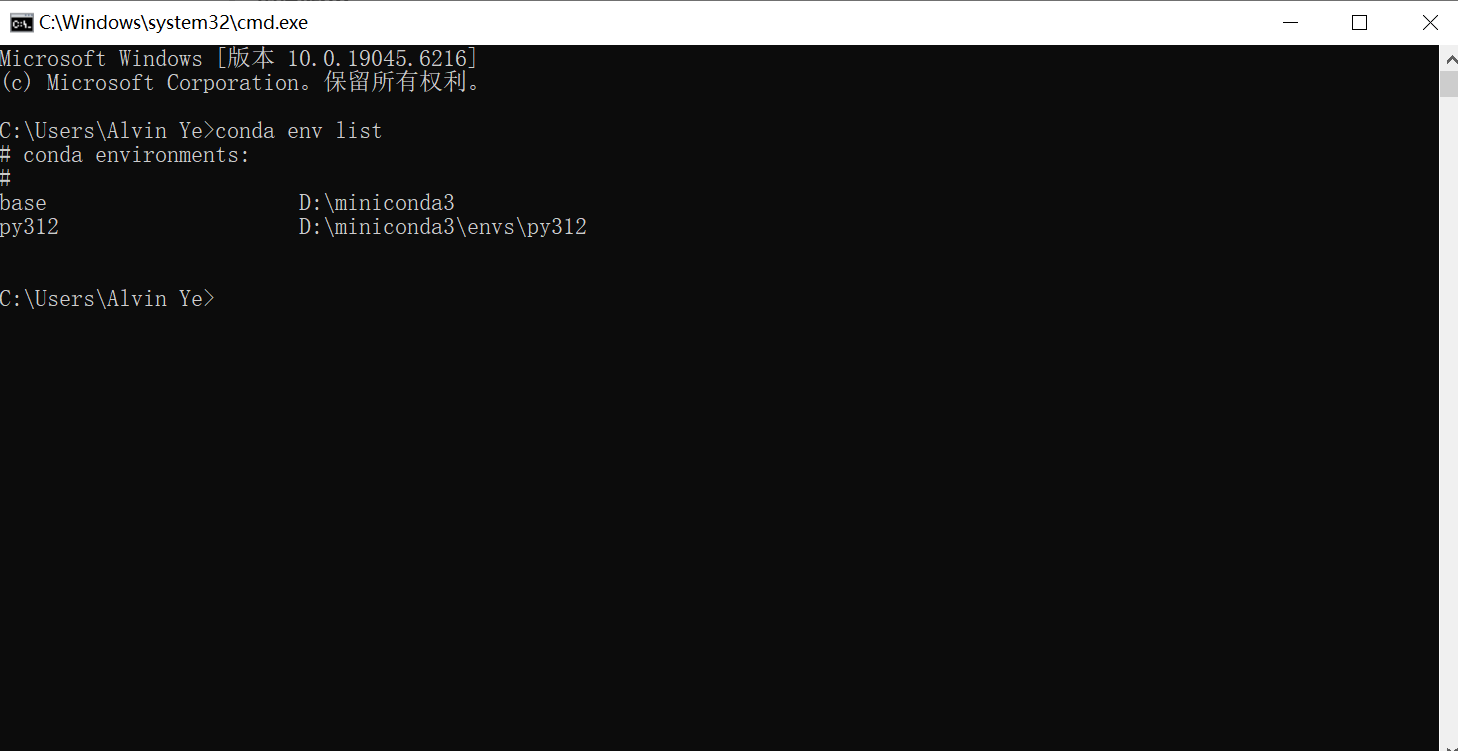 C:\Windows\system32\cmd.exe
Microsoft Windows [版本 10.0.19045.6216]
(c) Microsoft Corporation。保留所有权利。
C:\Users\Alvin Ye>conda env list
# conda environments:
#
base                     D:\miniconda3
py312                    D:\miniconda3\envs\py312
C:\Users\Alvin Ye>